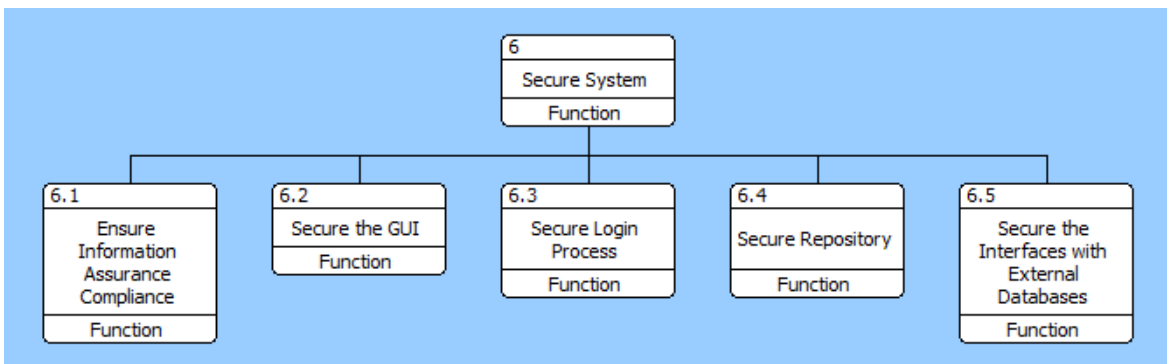 6
Secure System
Function
6.1
Ensure
Information
Assurance
Compliance
Function
6.2
Secure the GUI
Function
6.3
Secure Login
Process
Function
6.4
Secure Repository
Function
6.5
Secure the
Interfaces with
External
Databases
Function